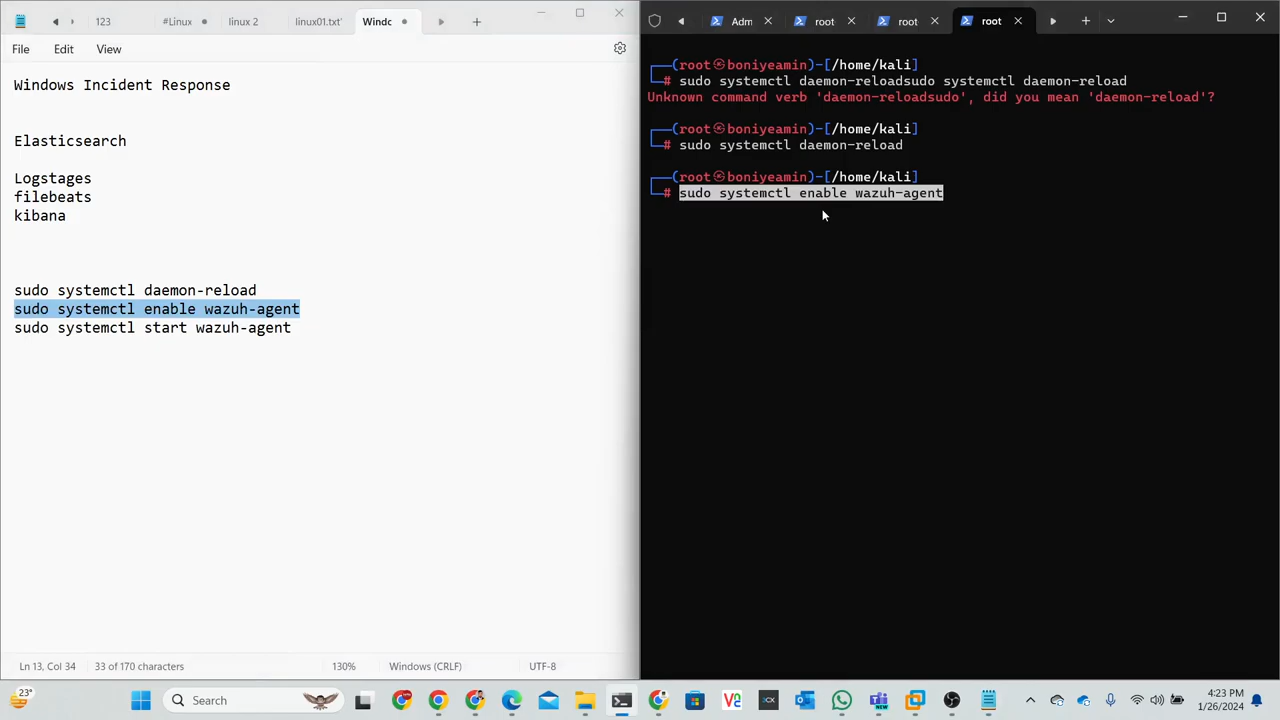 123
#Linux
linux 2
linux01.txt'
Windc
File
Edit
View
Windows Incident Response
Elasticsearch
Logstages
filebeats
kibana
sudo systemctl daemon-reload
sudo systemctl enable wazuh-agent
sudo systemctl start wazuh-agent
Ln 13, Col 34
33 of 170 characters
130%
Windows (CRLF)
UTF-8
Adm
root
root
root
┌──(root㉿boniyeamin)-[/home/kali]
└─# sudo systemctl daemon-reloadsudo systemctl daemon-reload
Unknown command verb 'daemon-reloadsudo', did you mean 'daemon-reload'?
┌──(root㉿boniyeamin)-[/home/kali]
└─# sudo systemctl daemon-reload
┌──(root㉿boniyeamin)-[/home/kali]
└─# sudo systemctl enable wazuh-agent
23°
Search
NEW
4:23 PM
1/26/2024